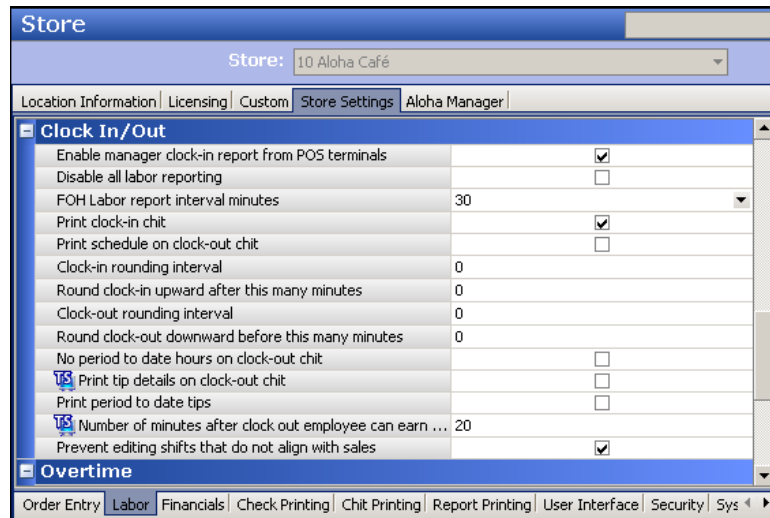 Store
Store: 10 Aloha Café
Location Information Licensing Custom Store Settings Aloha Manager
Clock In/Out
Enable manager clock-in report from POS terminals
Disable all labor reporting
FOH Labor report interval minutes 30
Print clock-in chit
Print schedule on clock-out chit
Clock-in rounding interval 0
Round clock-in upward after this many minutes 0
Clock-out rounding interval 0
Round clock-out downward before this many minutes 0
No period to date hours on clock-out chit
TS Print tip details on clock-out chit
Print period to date tips
TS Number of minutes after clock out employee can earn ... 20
Prevent editing shifts that do not align with sales
Overtime
Order Entry Labor Financials Check Printing Chit Printing Report Printing User Interface Security Sys